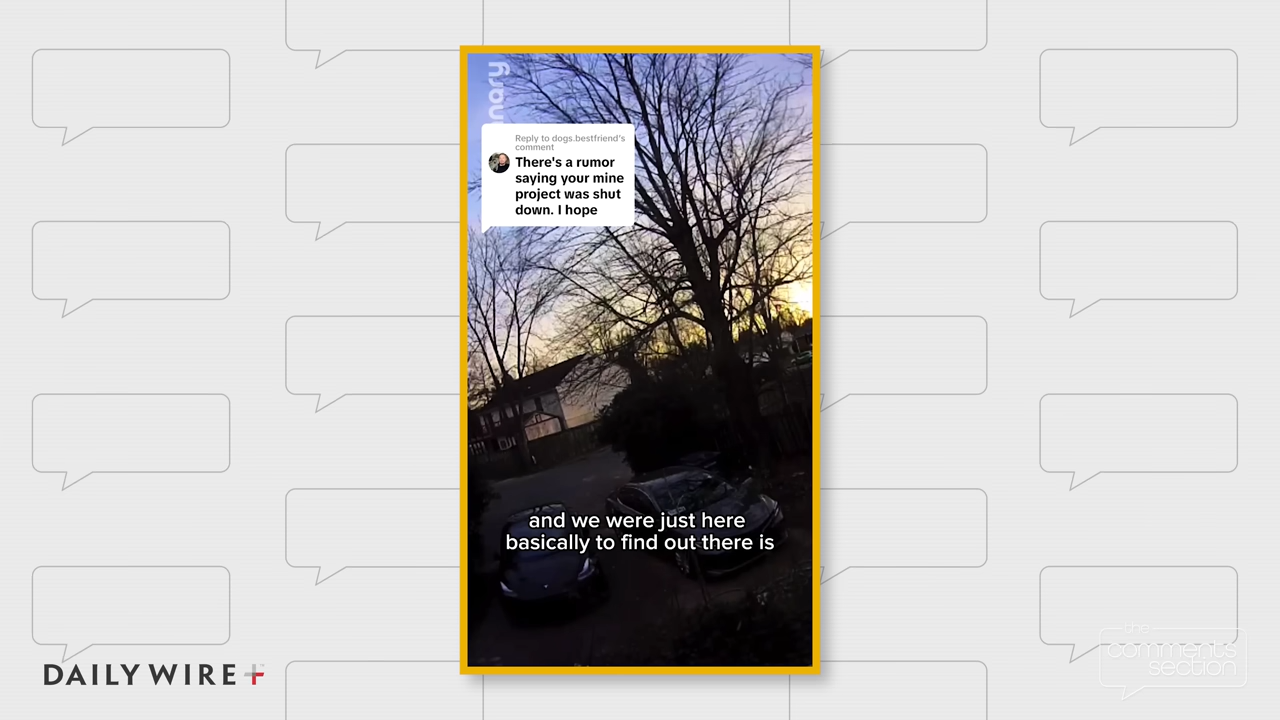 Reply to dogs.bestfriend's
comment
There's a rumor
saying your mine
project was shut
down. I hope
and we were just here
basically to find out there is
DAILY WIRE+
the
comments
section